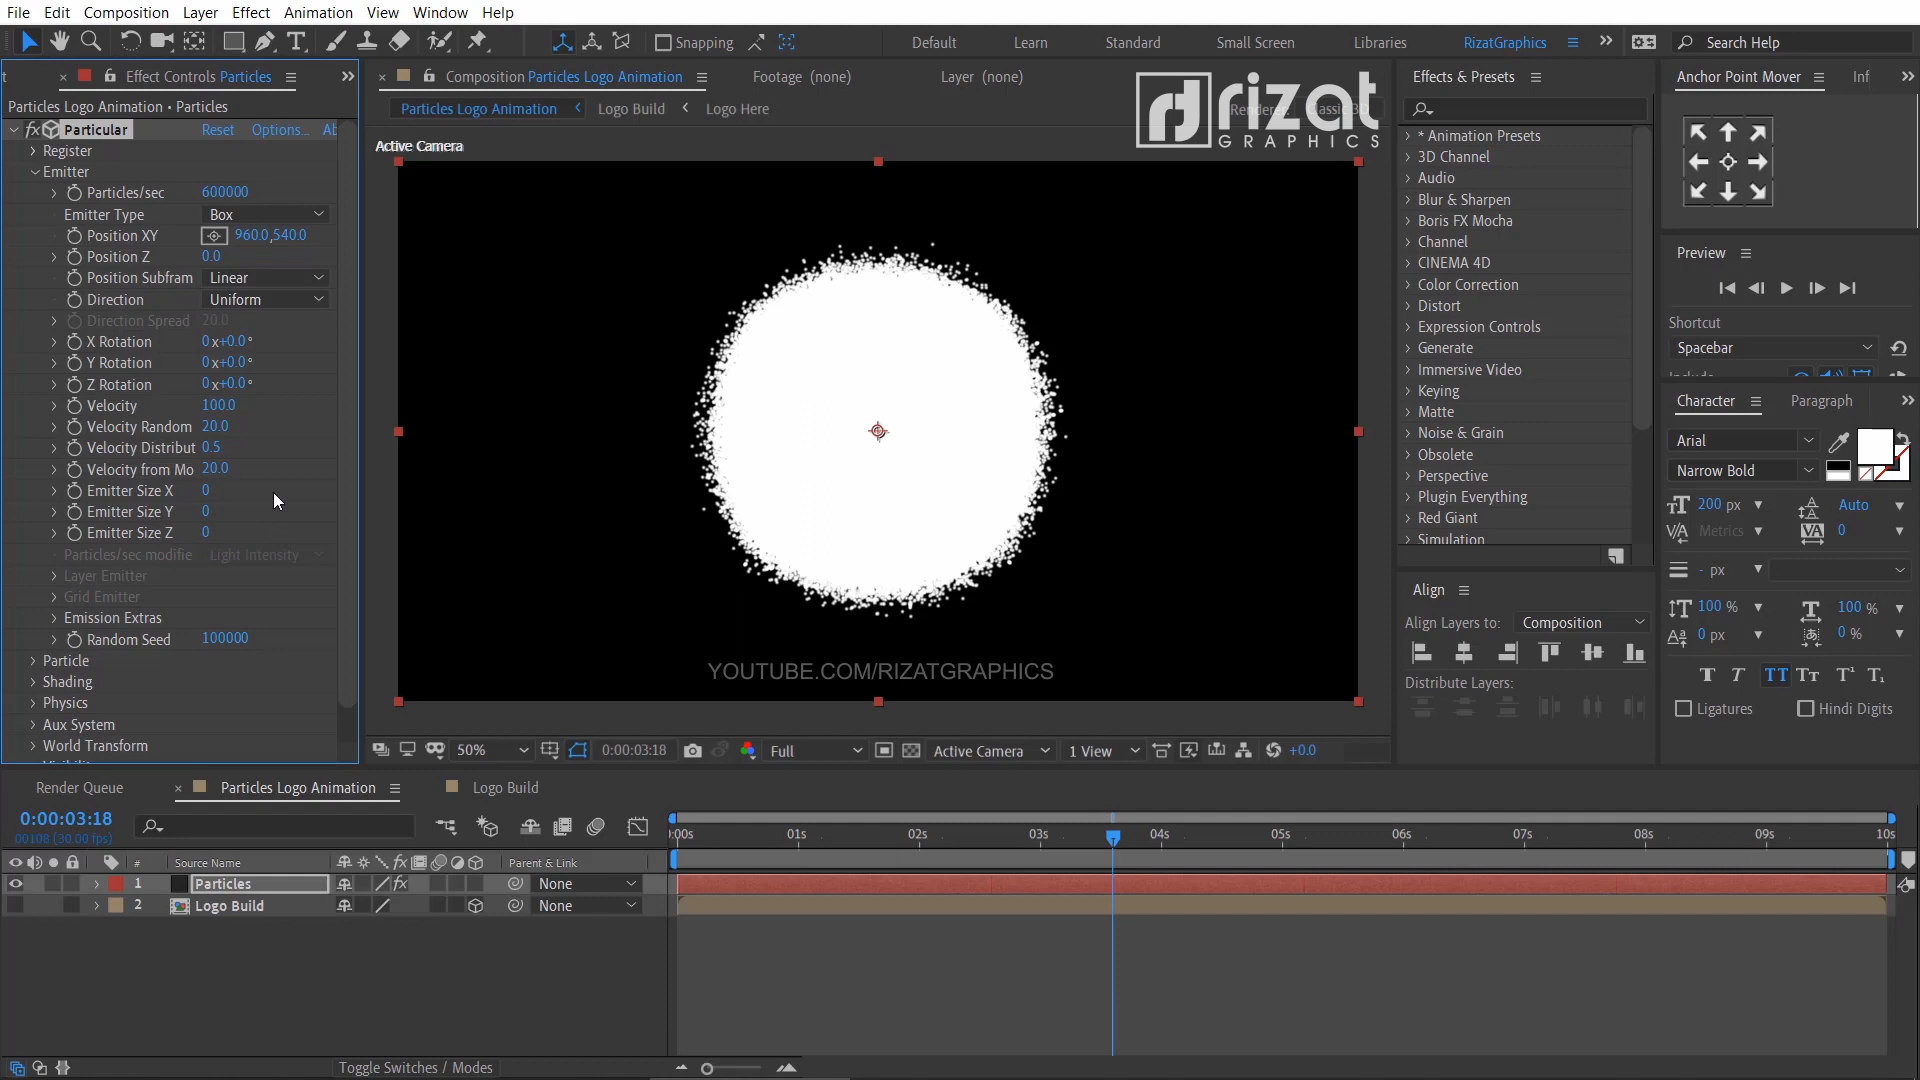 File Edit Composition Layer Effect Animation View Window Help
Snapping
Default Learn Standard Small Screen Libraries RizatGraphics Search Help
Effect Controls Particles
Particles Logo Animation • Particles
fx Particular Reset Options... Ab
Register
Emitter
Particles/sec 600000
Emitter Type Box
Position XY 960.0,540.0
Position Z 0.0
Position Subfram Linear
Direction Uniform
Direction Spread 20.0
X Rotation 0x+0.0°
Y Rotation 0x+0.0°
Z Rotation 0x+0.0°
Velocity 100.0
Velocity Random 20.0
Velocity Distribut 0.5
Velocity from Mo 20.0
Emitter Size X 0
Emitter Size Y 0
Emitter Size Z 0
Particles/sec modifie Light Intensity
Layer Emitter
Grid Emitter
Emission Extras
Random Seed 100000
Particle
Shading
Physics
Aux System
World Transform
Composition Particles Logo Animation
Footage (none)
Layer (none)
Particles Logo Animation Logo Build Logo Here
Renderer: Classic 3D
rizat
GRAPHICS
Active Camera
YOUTUBE.COM/RIZATGRAPHICS
50% 0:00:03:18 Full Active Camera 1 View +0.0
Effects & Presets
* Animation Presets
3D Channel
Audio
Blur & Sharpen
Boris FX Mocha
Channel
CINEMA 4D
Color Correction
Distort
Expression Controls
Generate
Immersive Video
Keying
Matte
Noise & Grain
Obsolete
Perspective
Plugin Everything
Red Giant
Simulation
Align
Align Layers to: Composition
Distribute Layers:
Anchor Point Mover Inf
Preview
Shortcut
Spacebar
Include
Character Paragraph
Arial
Narrow Bold
200 px Auto
Metrics 0
- px
100 % 100 %
0 px 0 %
Ligatures Hindi Digits
Render Queue Particles Logo Animation Logo Build
0:00:03:18
00108 (30.00 fps)
:00s 01s 02s 03s 04s 05s 06s 07s 08s 09s 10s
# Source Name Parent & Link
1 Particles fx None
2 Logo Build None
Toggle Switches / Modes